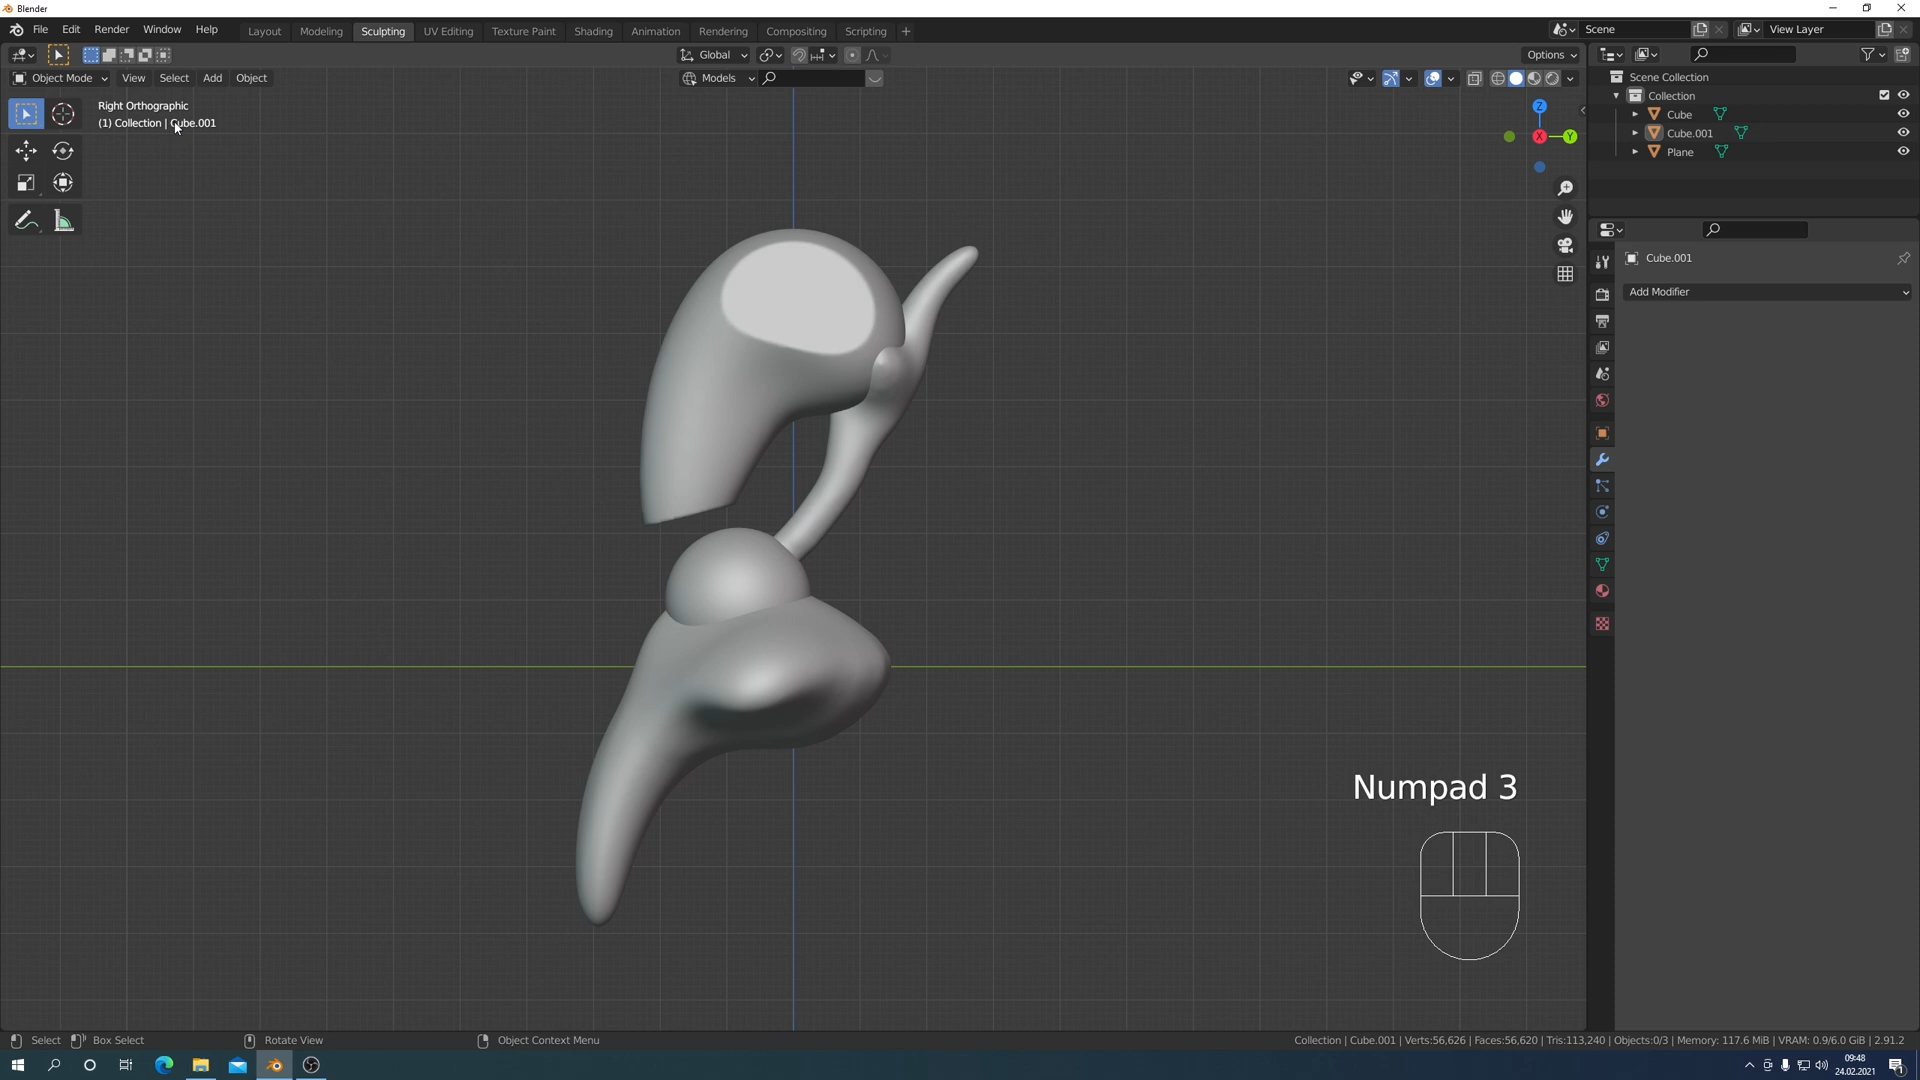 Blender
File Edit Render Window Help
Layout Modeling Sculpting UV Editing Texture Paint Shading Animation Rendering Compositing Scripting +
Scene
View Layer
Global
Options
Object Mode View Select Add Object
Models
Right Orthographic
(1) Collection | Cube.001
Z
X
Y
Scene Collection
Collection
Cube
Cube.001
Plane
Cube.001
Add Modifier
Numpad 3
Select
Box Select
Rotate View
Object Context Menu
Collection | Cube.001 | Verts:56,626 | Faces:56,620 | Tris:113,240 | Objects:0/3 | Memory: 117.6 MiB | VRAM: 0.9/6.0 GiB | 2.91.2
09:48
24.02.2021